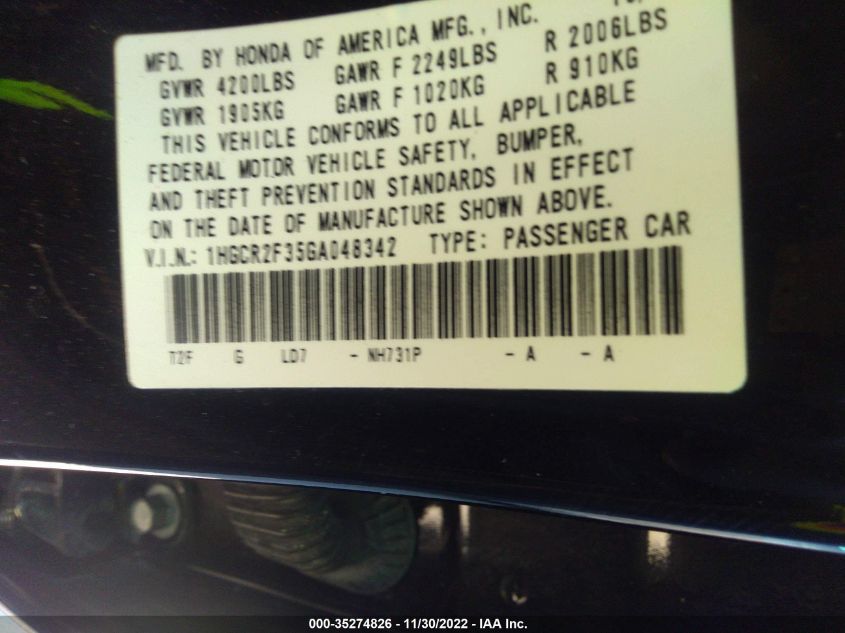 MFD. BY HONDA OF AMERICA MFG., INC.
GVWR 4200LBS GAWR F 2249LBS R 2006LBS
GVWR 1905KG GAWR F 1020KG R 910KG
THIS VEHICLE CONFORMS TO ALL APPLICABLE
FEDERAL MOTOR VEHICLE SAFETY, BUMPER,
AND THEFT PREVENTION STANDARDS IN EFFECT
ON THE DATE OF MANUFACTURE SHOWN ABOVE.
V.I.N.: 1HGCR2F35GA048342 TYPE: PASSENGER CAR
T2F G LD7 - NH731P - A - A
000-35274826 - 11/30/2022 - IAA Inc.